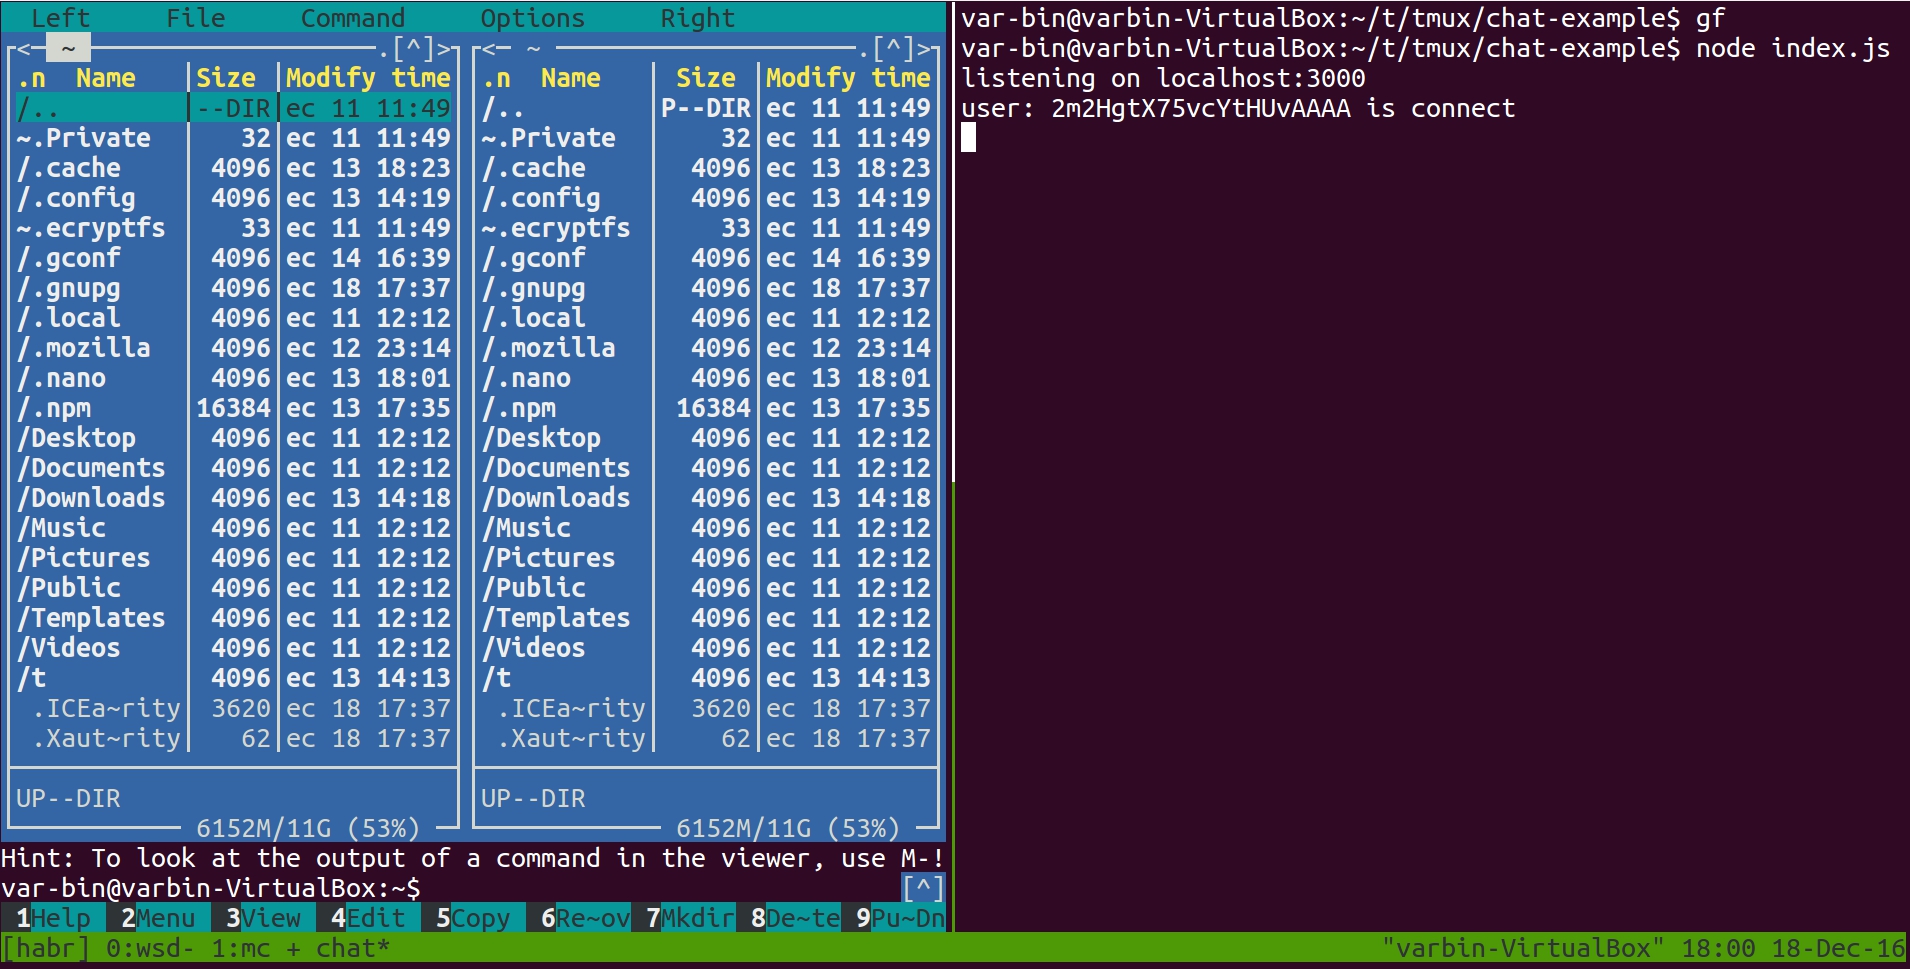 Left File Command Options Right
<─ ~ .[^]> <─ ~ .[^]>
.n Name Size Modify time .n Name Size Modify time
/.. --DIR ec 11 11:49 /.. P--DIR ec 11 11:49
~.Private 32 ec 11 11:49 ~.Private 32 ec 11 11:49
/.cache 4096 ec 13 18:23 /.cache 4096 ec 13 18:23
/.config 4096 ec 13 14:19 /.config 4096 ec 13 14:19
~.ecryptfs 33 ec 11 11:49 ~.ecryptfs 33 ec 11 11:49
/.gconf 4096 ec 14 16:39 /.gconf 4096 ec 14 16:39
/.gnupg 4096 ec 18 17:37 /.gnupg 4096 ec 18 17:37
/.local 4096 ec 11 12:12 /.local 4096 ec 11 12:12
/.mozilla 4096 ec 12 23:14 /.mozilla 4096 ec 12 23:14
/.nano 4096 ec 13 18:01 /.nano 4096 ec 13 18:01
/.npm 16384 ec 13 17:35 /.npm 16384 ec 13 17:35
/Desktop 4096 ec 11 12:12 /Desktop 4096 ec 11 12:12
/Documents 4096 ec 11 12:12 /Documents 4096 ec 11 12:12
/Downloads 4096 ec 13 14:18 /Downloads 4096 ec 13 14:18
/Music 4096 ec 11 12:12 /Music 4096 ec 11 12:12
/Pictures 4096 ec 11 12:12 /Pictures 4096 ec 11 12:12
/Public 4096 ec 11 12:12 /Public 4096 ec 11 12:12
/Templates 4096 ec 11 12:12 /Templates 4096 ec 11 12:12
/Videos 4096 ec 11 12:12 /Videos 4096 ec 11 12:12
/t 4096 ec 13 14:13 /t 4096 ec 13 14:13
.ICEa~rity 3620 ec 18 17:37 .ICEa~rity 3620 ec 18 17:37
.Xaut~rity 62 ec 18 17:37 .Xaut~rity 62 ec 18 17:37
UP--DIR UP--DIR
6152M/11G (53%) 6152M/11G (53%)
Hint: To look at the output of a command in the viewer, use M-!
var-bin@varbin-VirtualBox:~$ [^]
1Help 2Menu 3View 4Edit 5Copy 6Re~ov 7Mkdir 8De~te 9Pu~Dn
var-bin@varbin-VirtualBox:~/t/tmux/chat-example$ gf
var-bin@varbin-VirtualBox:~/t/tmux/chat-example$ node index.js
listening on localhost:3000
user: 2m2HgtX75vcYtHUvAAAA is connect
[habr] 0:wsd- 1:mc + chat* "varbin-VirtualBox" 18:00 18-Dec-16